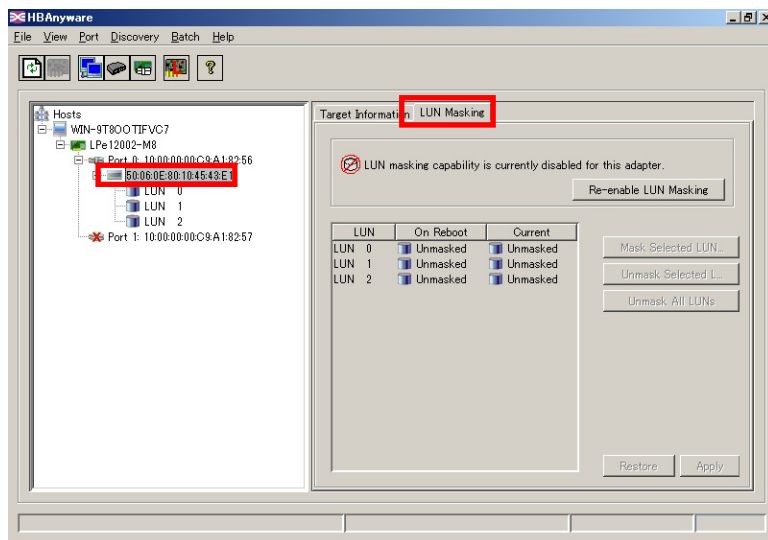 HBAnyware
File View Port Discovery Batch Help
Hosts
WIN-9T8OOTIFVC7
LPe12002-M8
Port 0: 10:00:00:00:C9:A1:82:56
50:06:0E:80:10:45:43:E1
LUN 0
LUN 1
LUN 2
Port 1: 10:00:00:00:C9:A1:82:57
Target Information LUN Masking
LUN masking capability is currently disabled for this adapter.
Re-enable LUN Masking
LUN On Reboot Current
LUN 0 Unmasked Unmasked
LUN 1 Unmasked Unmasked
LUN 2 Unmasked Unmasked
Mask Selected LUN...
Unmask Selected L...
Unmask All LUNs
Restore Apply